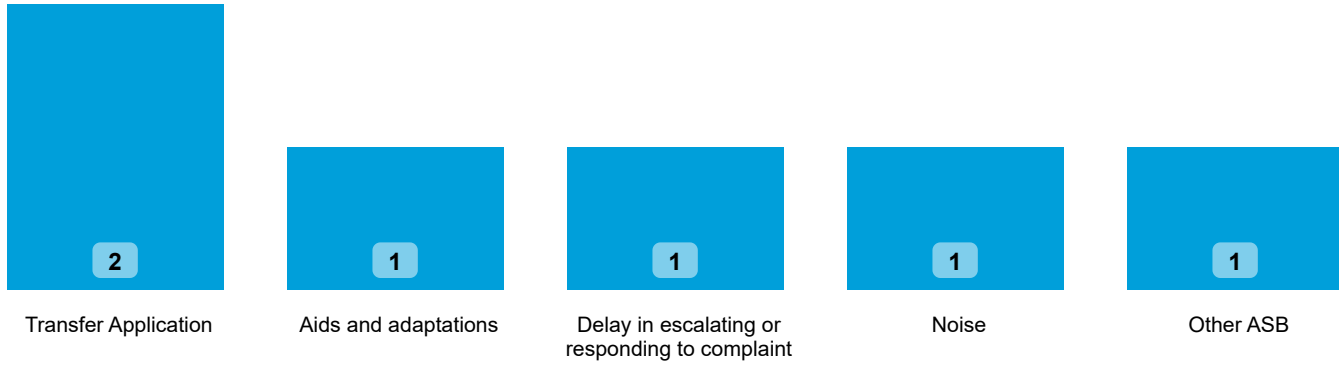 2
1
1
1
1
Transfer Application
Aids and adaptations
Delay in escalating or
responding to complaint
Noise
Other ASB